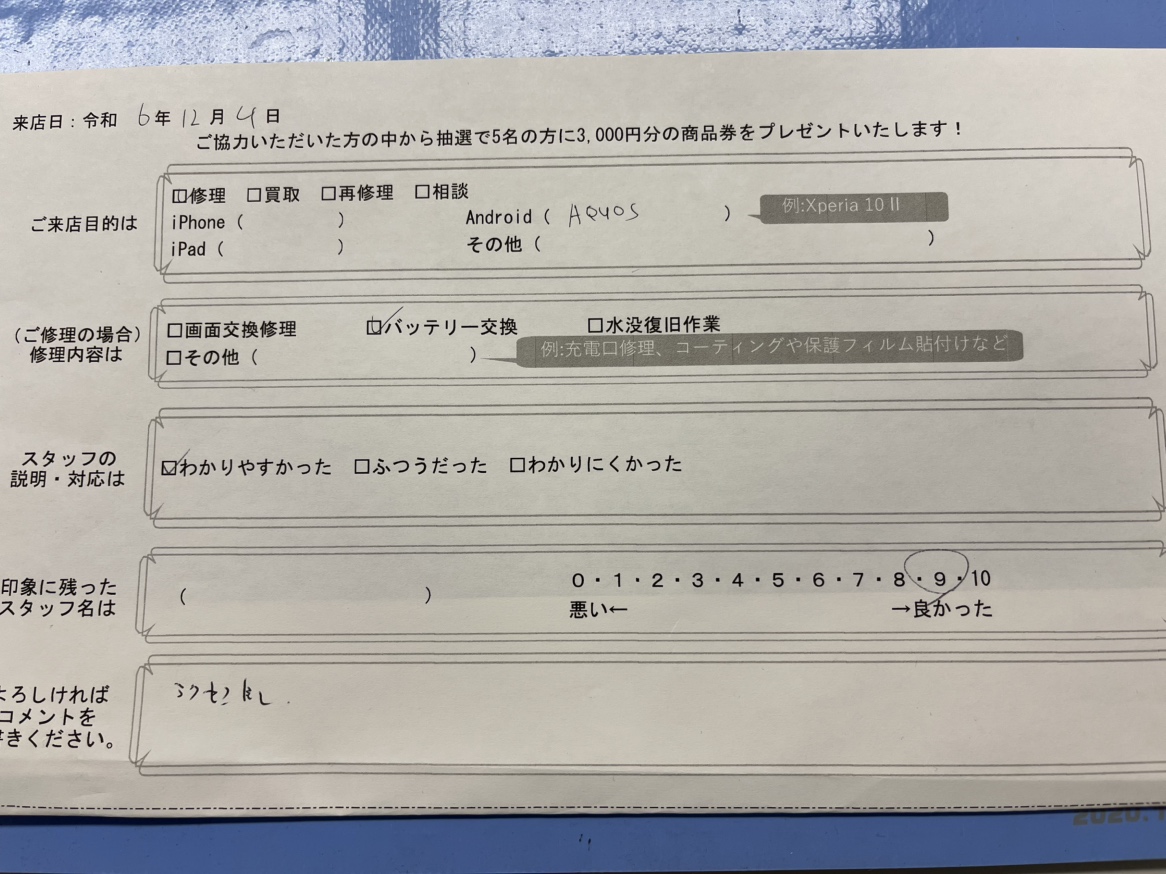 来店日：令和 6年 12月 4日
ご協力いただいた方の中から抽選で5名の方に3,000円分の商品券をプレゼントいたします！
ご来店目的は
☑修理 □買取 □再修理 □相談
iPhone（ ） Android（ AQUOS ） 例:Xperia 10 II
iPad（ ） その他（ ）
（ご修理の場合）
修理内容は
□画面交換修理 ☑バッテリー交換 □水没復旧作業
□その他（ ） 例:充電口修理、コーティングや保護フィルム貼付けなど
スタッフの
説明・対応は
☑わかりやすかった □ふつうだった □わかりにくかった
印象に残った
スタッフ名は
（ ） 0・1・2・3・4・5・6・7・8・9・10
悪い← →良かった
よろしければ
コメントを
書きください。
2020.